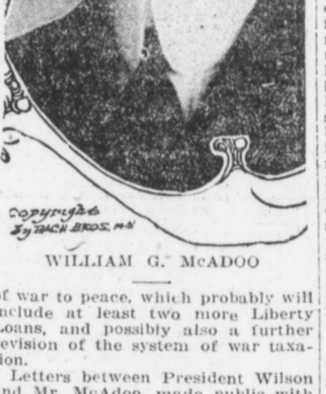 Copyright
by BACH BROS. N.Y.
WILLIAM G. McADOO
of war to peace, which probably will
include at least two more Liberty
Loans, and possibly also a further
revision of the system of war taxa-
tion.
Letters between President Wilson
and Mr. McAdoo, made public with